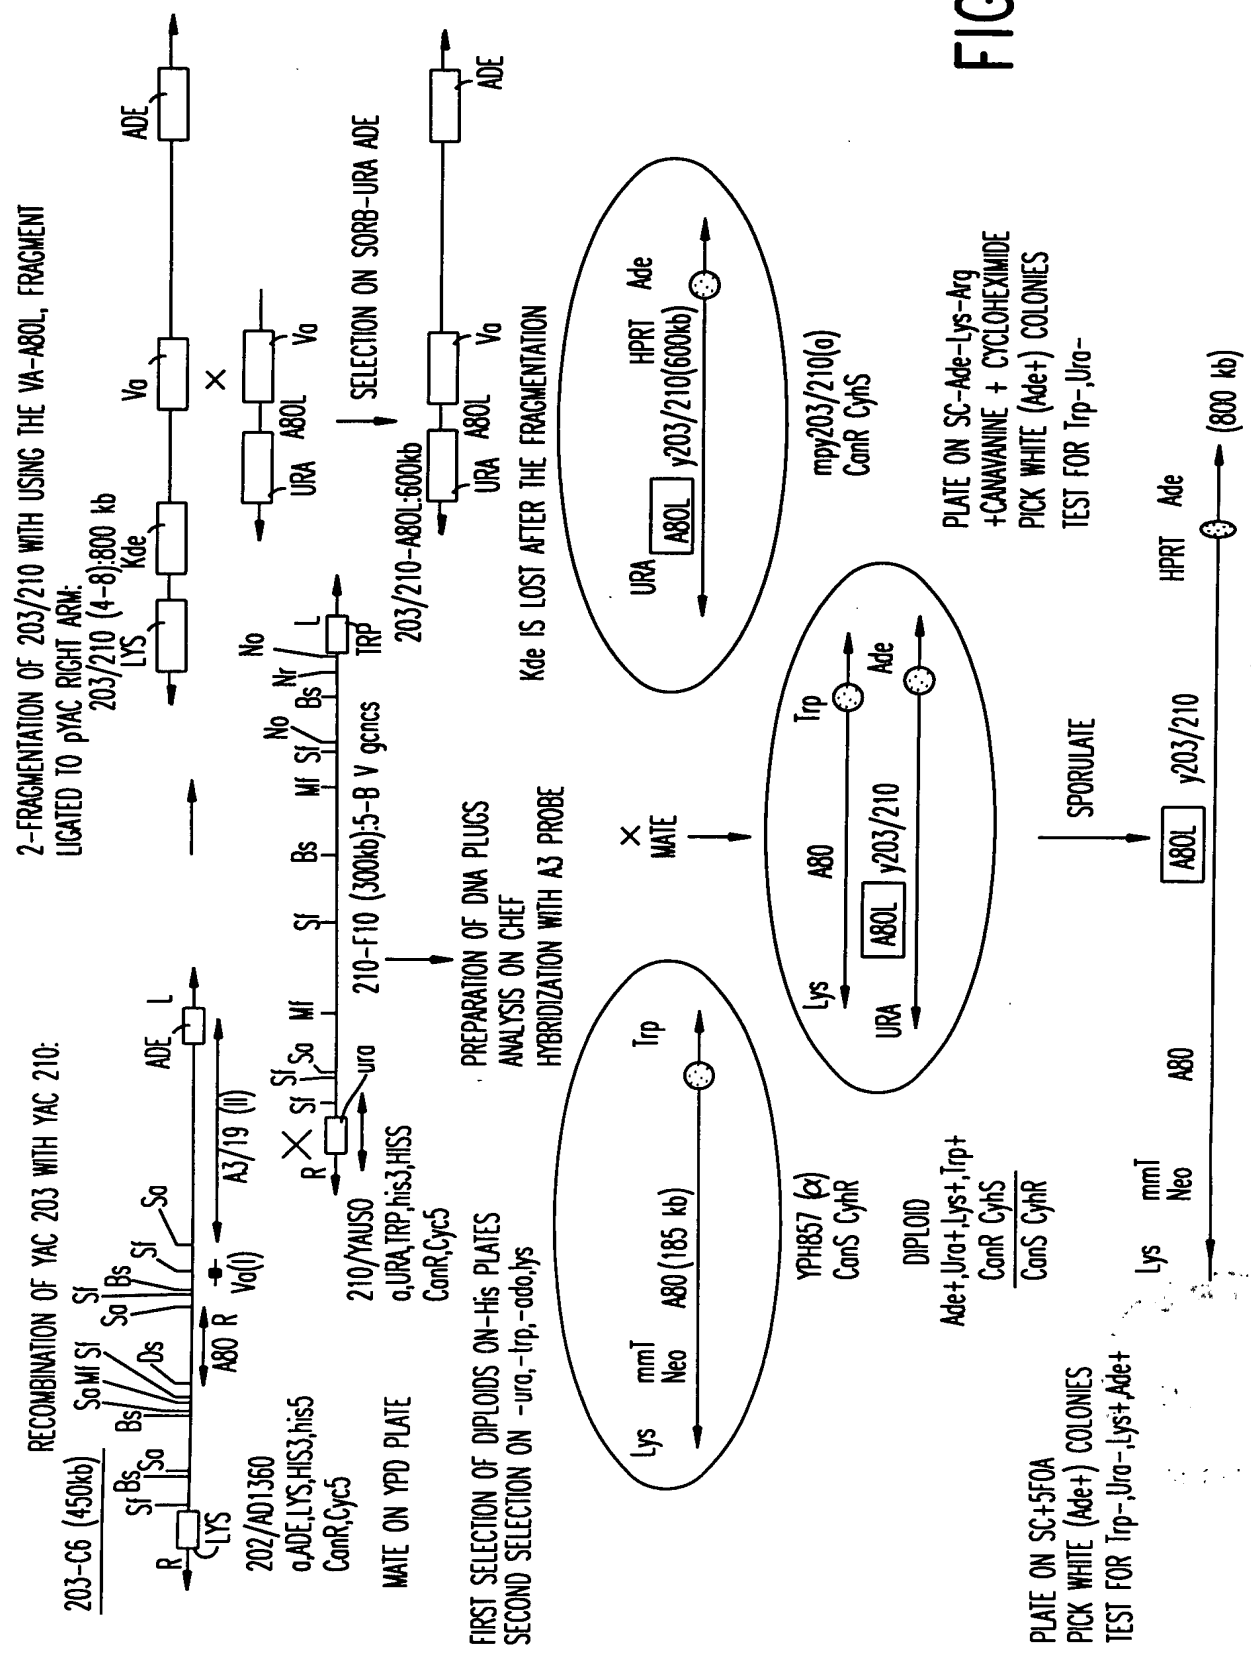 RECOMBINATION OF YAC 203 WITH YAC 210:
203-C6 (450kb)
R
LYS
Sf
Bs
Sa
Bs
Sa Mf Sf
Ds
Sa
Sf
Bs
Sf
Sa
ADE
L
A80 R
Va(I)
A3/19 (II)
202/AD1360
a,ADE,LYS,HIS3,his5
CanR,Cyc5
MATE ON YPD PLATE
R
ura
Sf
Sf
Sa
Mf
Sf
Bs
Mf
Sf
No
Bs
Nr
No
L
TRP
210/YAUSO
a,URA,TRP,his3,HISS
CanR,Cyc5
210-F10 (300kb):5-B V gcncs
PREPARATION OF DNA PLUGS
ANALYSIS ON CHEF
HYBRIDIZATION WITH A3 PROBE
FIRST SELECTION OF DIPLOIDS ON-His PLATES
SECOND SELECTION ON -ura,-trp,-ado,lys
2-FRAGMENTATION OF 203/210 WITH USING THE VA-A80L, FRAGMENT
LIGATED TO pYAC RIGHT ARM:
203/210 (4-8):800 kb
LYS
Kde
Va
ADE
×
URA
A80L
Va
SELECTION ON SORB-URA ADE
203/210-A80L:600kb
URA
A80L
Va
ADE
Kde IS LOST AFTER THE FRAGMENTATION
Lys
mmT
Neo
A80 (185 kb)
Trp
YPH857 (α)
CanS CyhR
×
MATE
URA
A80L
y203/210(600kb)
HPRT
Ade
mpy203/210(a)
CanR CyhS
DIPLOID
Ade+,Ura+,Lys+,Trp+
CanR CyhS
CanS CyhR
Lys
A80
Trp
URA
A80L
y203/210
Ade
PLATE ON SC-Ade-Lys-Arg
+CANAVANINE + CYCLOHEXIMIDE
PICK WHITE (Ade+) COLONIES
TEST FOR Trp-,Ura-
SPORULATE
PLATE ON SC+5FOA
PICK WHITE (Ade+) COLONIES
TEST FOR Trp-,Ura-,Lys+,Ade+
Lys
mmT
Neo
A80
A80L
y203/210
HPRT
Ade
(800 kb)
FIG